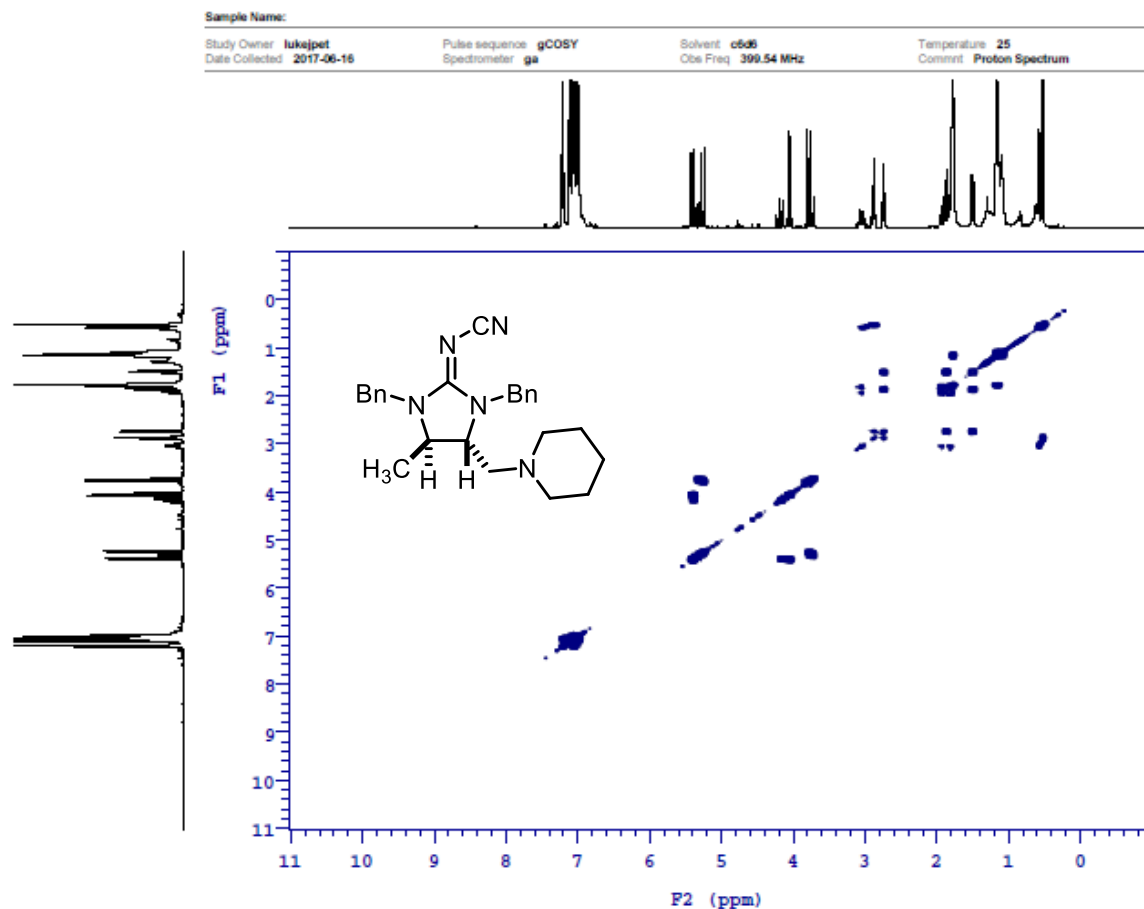 Sample Name:
Study Owner lukejpet Pulse sequence gCOSY Solvent c6d6 Temperature 25
Date Collected 2017-06-16 Spectrometer ga Obs Freq 399.54 MHz Commnt Proton Spectrum
F1 (ppm)
0
1
2
3
4
5
6
7
8
9
10
11
CN
N
Bn N N Bn
H3C H H N
11 10 9 8 7 6 5 4 3 2 1 0
F2 (ppm)